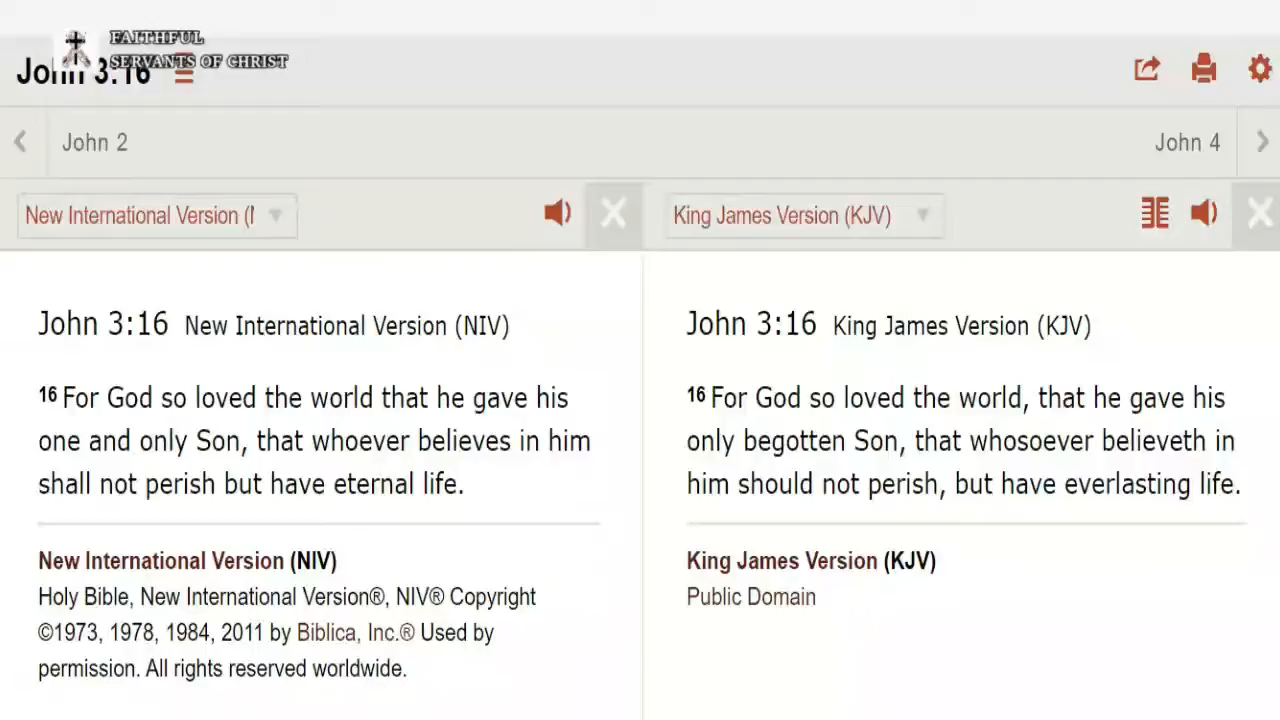 FAITHFUL
SERVANTS OF CHRIST
John 3:16
John 2
John 4
New International Version (
King James Version (KJV)
John 3:16 New International Version (NIV)
16 For God so loved the world that he gave his
one and only Son, that whoever believes in him
shall not perish but have eternal life.
New International Version (NIV)
Holy Bible, New International Version®, NIV® Copyright
©1973, 1978, 1984, 2011 by Biblica, Inc.® Used by
permission. All rights reserved worldwide.
John 3:16 King James Version (KJV)
16 For God so loved the world, that he gave his
only begotten Son, that whosoever believeth in
him should not perish, but have everlasting life.
King James Version (KJV)
Public Domain